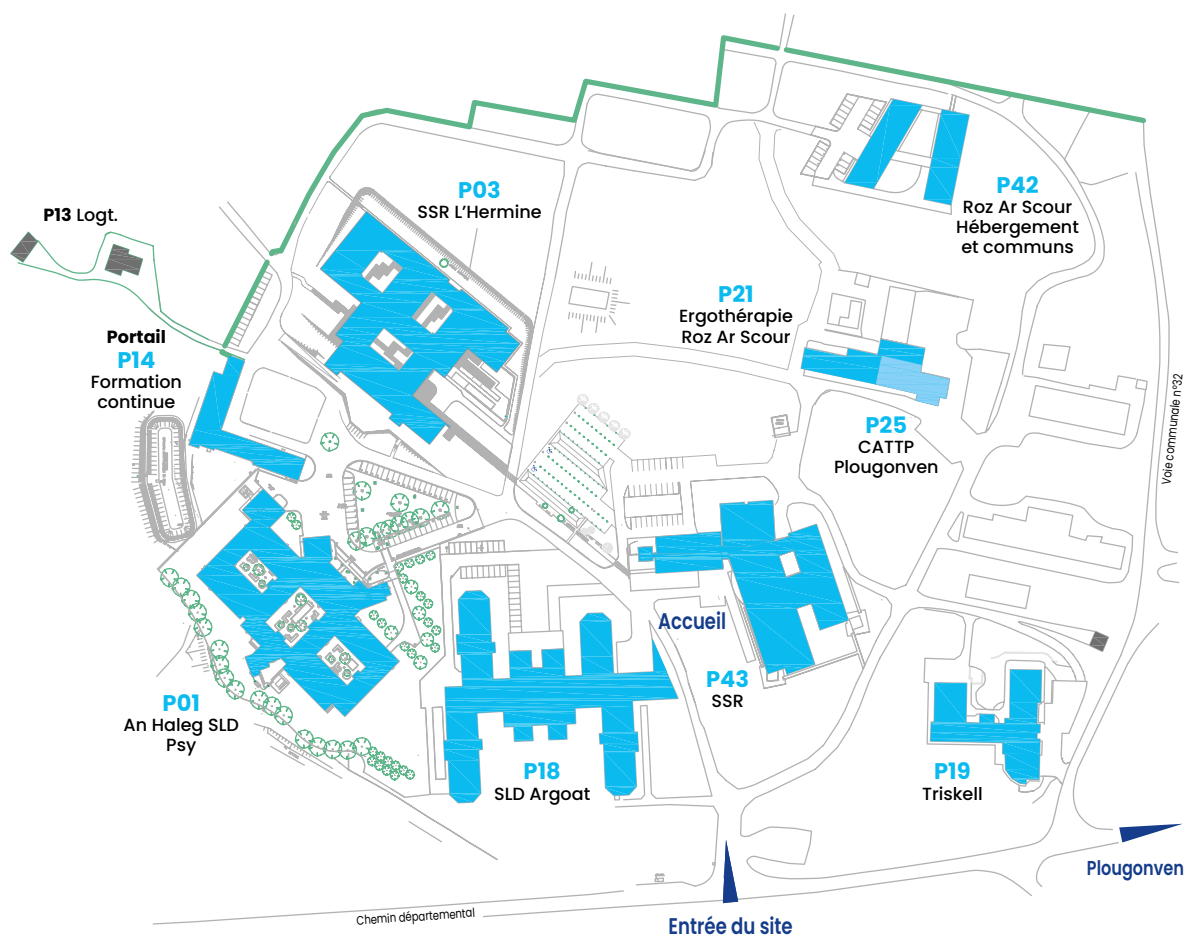 P03
SSR L'Hermine
P42
Roz Ar Scour
Hébergement
et communs
P13 Logt.
P21
Ergothérapie
Roz Ar Scour
Portail
P14
Formation
continue
Voie communale n°32
P25
CATTP
Plougonven
Accueil
P43
SSR
P01
An Haleg SLD
Psy
P18
SLD Argoat
P19
Triskell
Plougonven
Chemin départemental
Entrée du site